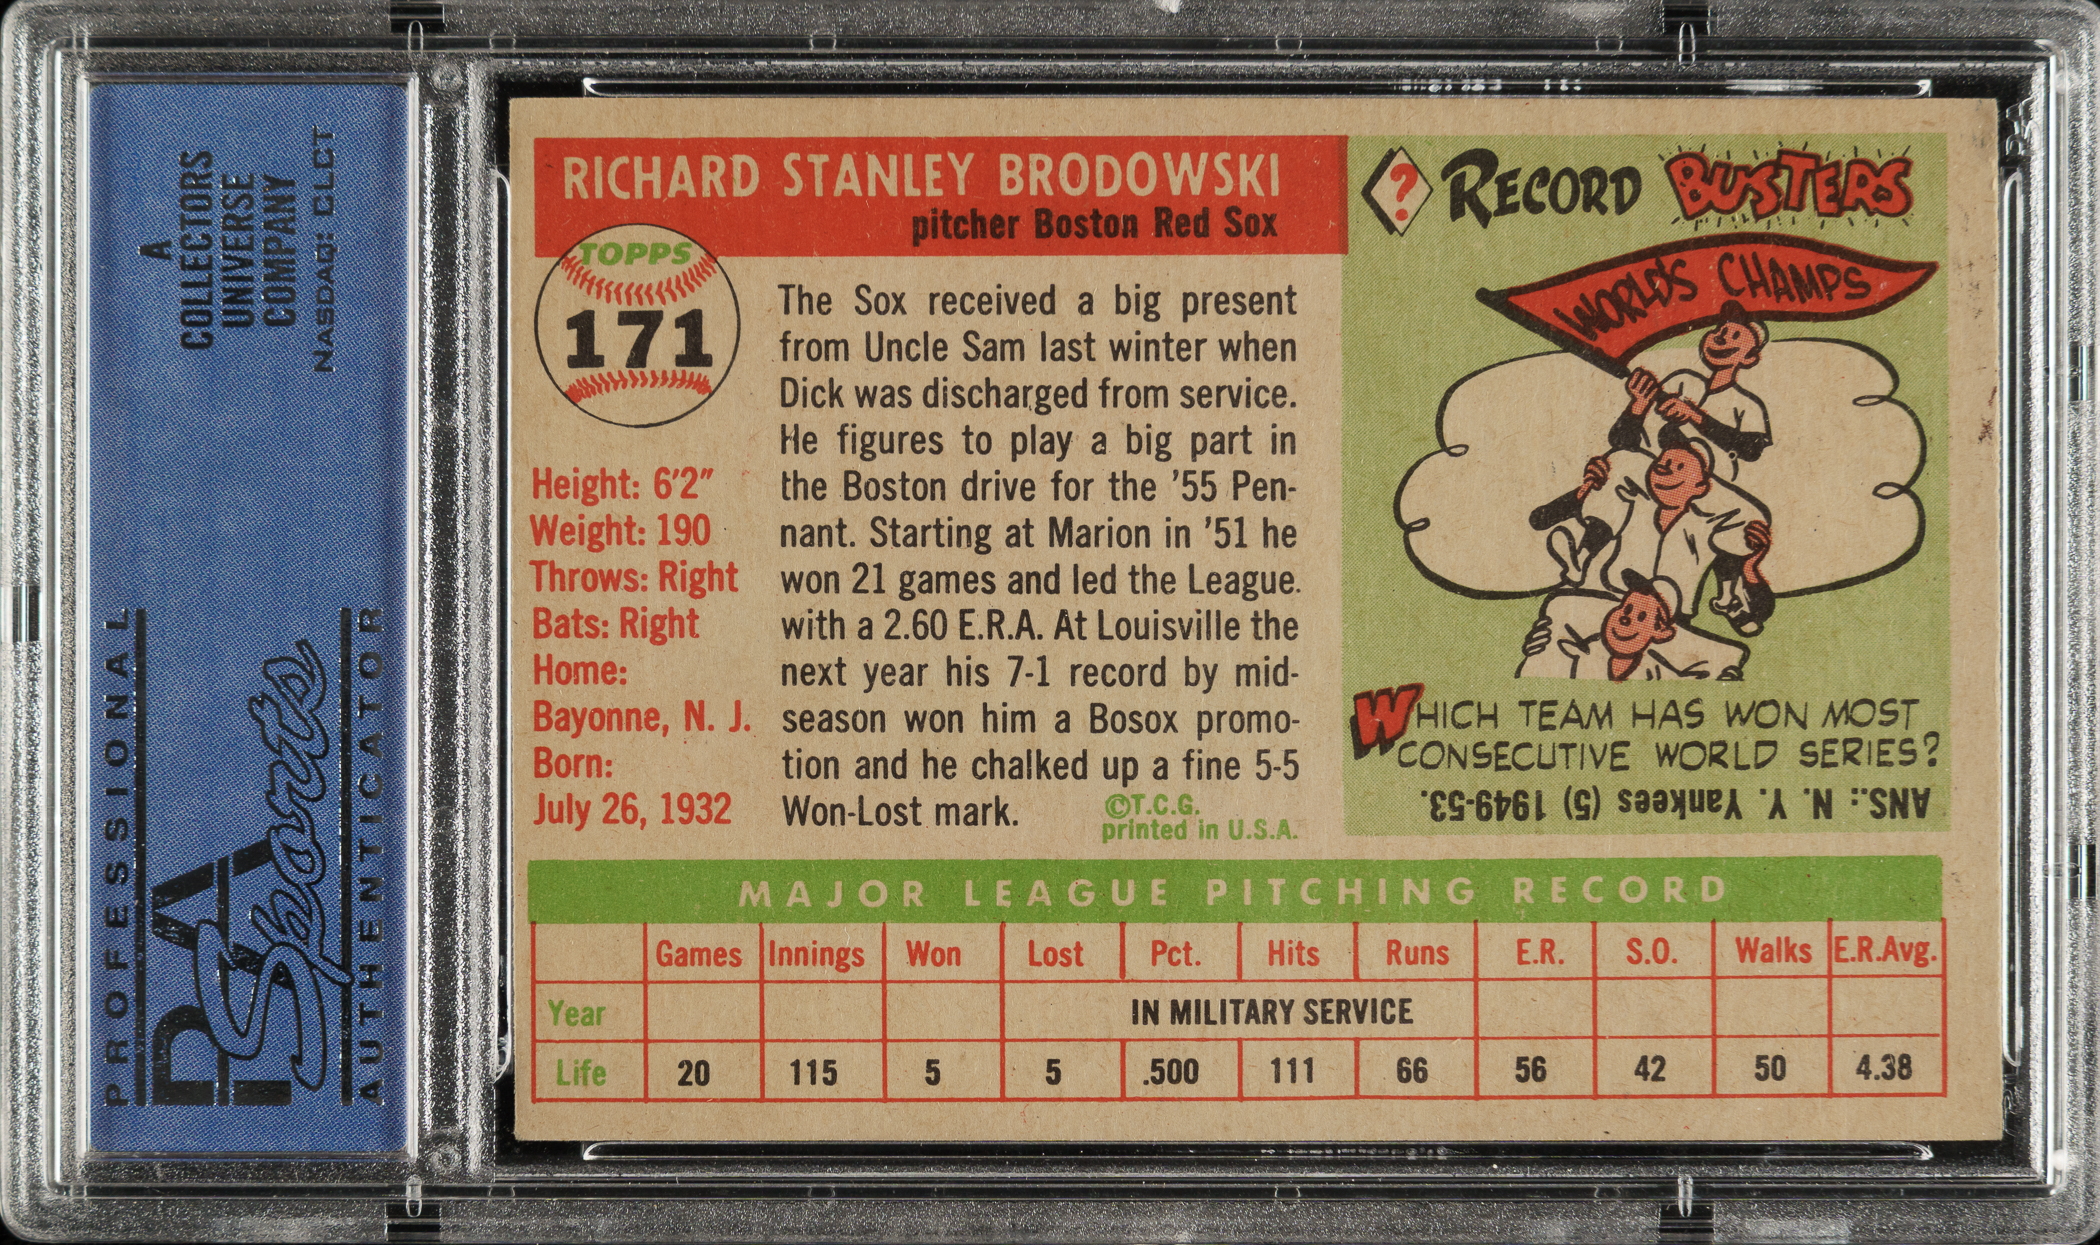 A
COLLECTORS
UNIVERSE
COMPANY
NASDAQ: CLCT
PROFESSIONAL
PSA
Sports
AUTHENTICATOR
RICHARD STANLEY BRODOWSKI
pitcher Boston Red Sox
TOPPS
171
Height: 6'2"
Weight: 190
Throws: Right
Bats: Right
Home:
Bayonne, N. J.
Born:
July 26, 1932
The Sox received a big present
from Uncle Sam last winter when
Dick was discharged from service.
He figures to play a big part in
the Boston drive for the '55 Pen-
nant. Starting at Marion in '51 he
won 21 games and led the League.
with a 2.60 E.R.A. At Louisville the
next year his 7-1 record by mid-
season won him a Bosox promo-
tion and he chalked up a fine 5-5
Won-Lost mark.
©T.C.G.
printed in U.S.A.
? RECORD BUSTERS
WORLD'S CHAMPS
WHICH TEAM HAS WON MOST
CONSECUTIVE WORLD SERIES?
ANS.: N. Y. Yankees (5) 1949-53.
MAJOR LEAGUE PITCHING RECORD
Games Innings Won Lost Pct. Hits Runs E.R. S.O. Walks E.R.Avg.
Year IN MILITARY SERVICE
Life 20 115 5 5 .500 111 66 56 42 50 4.38